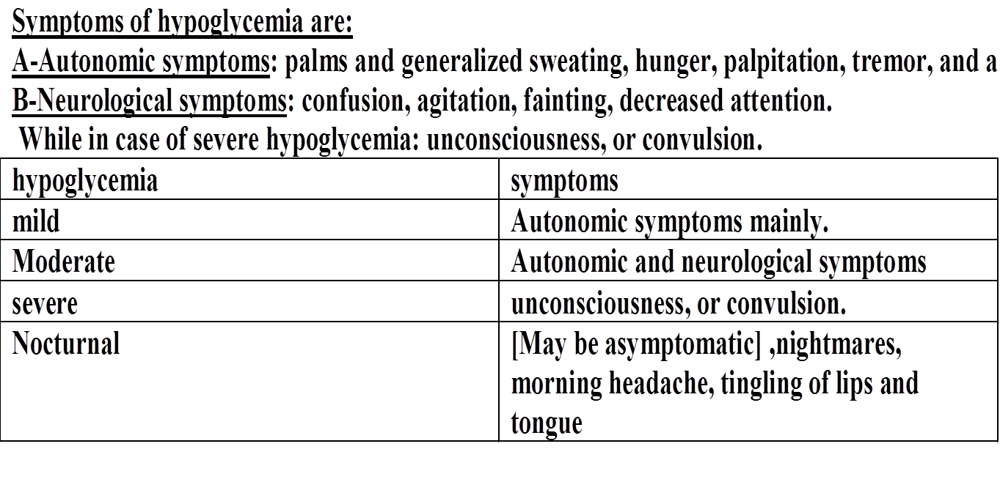 Symptoms of hypoglycemia are:
A-Autonomic symptoms: palms and generalized sweating, hunger, palpitation, tremor, and a
B-Neurological symptoms: confusion, agitation, fainting, decreased attention.
While in case of severe hypoglycemia: unconsciousness, or convulsion.
hypoglycemia symptoms
mild Autonomic symptoms mainly.
Moderate Autonomic and neurological symptoms
severe unconsciousness, or convulsion.
Nocturnal [May be asymptomatic] ,nightmares,
morning headache, tingling of lips and
tongue